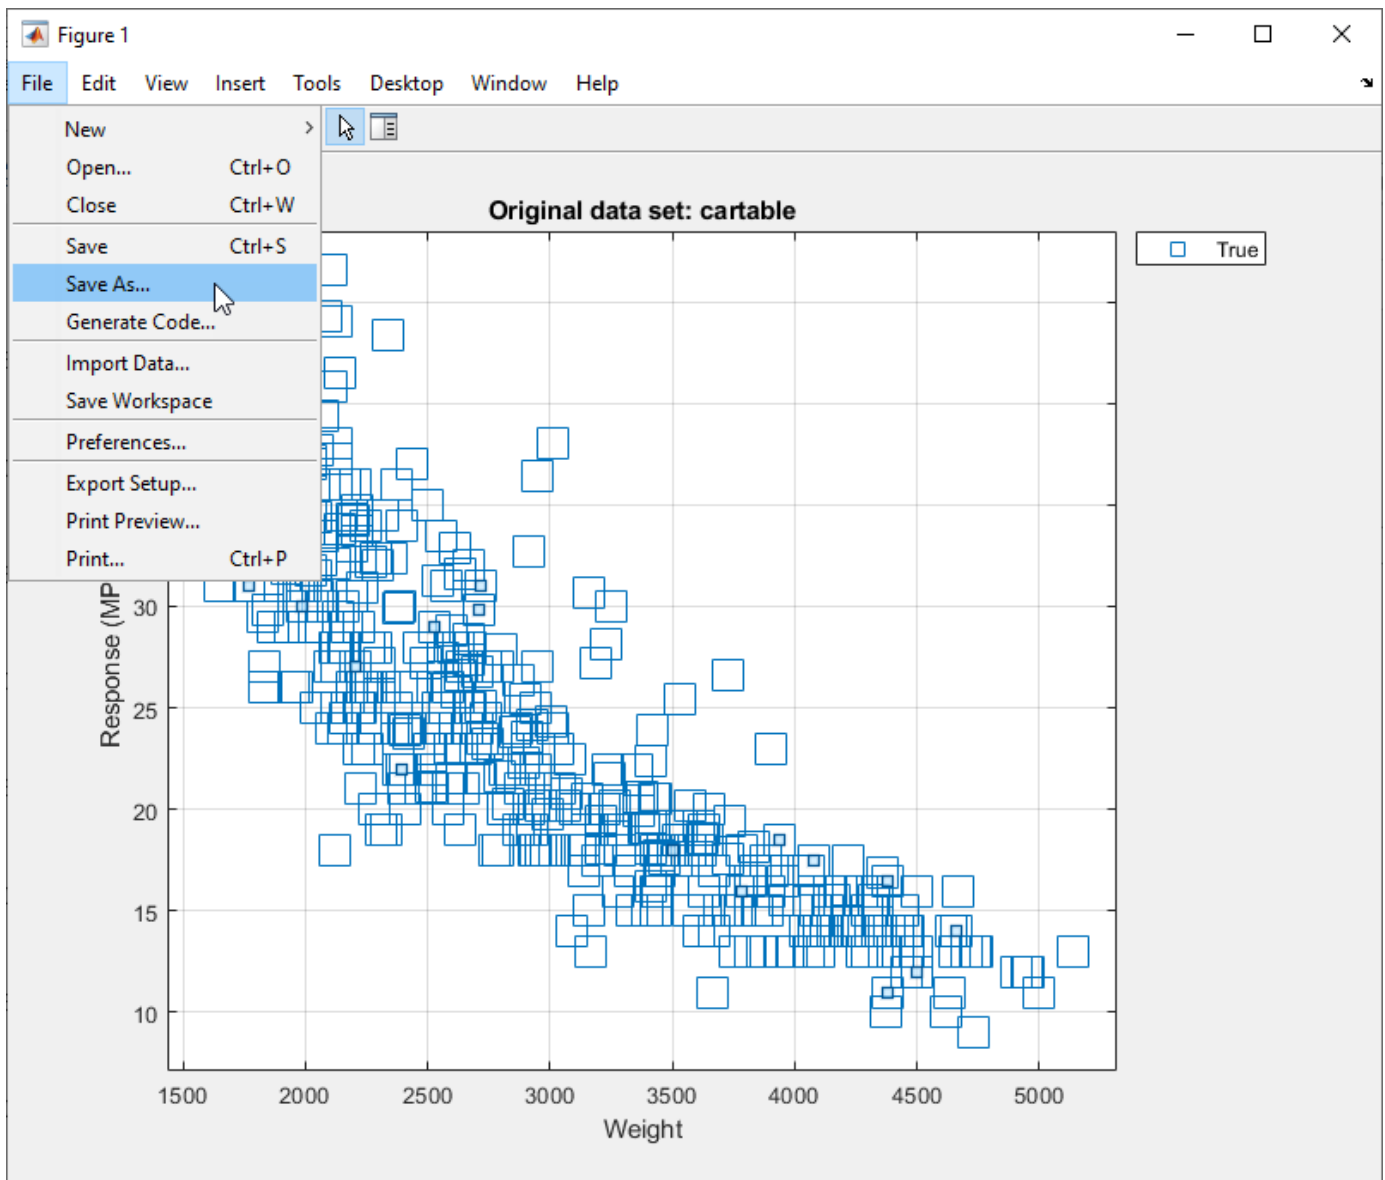 Figure 1
File Edit View Insert Tools Desktop Window Help
New
Open... Ctrl+O
Close Ctrl+W
Save Ctrl+S
Save As...
Generate Code...
Import Data...
Save Workspace
Preferences...
Export Setup...
Print Preview...
Print... Ctrl+P
Original data set: cartable
True
Response (MP
30
25
20
15
10
1500 2000 2500 3000 3500 4000 4500 5000
Weight